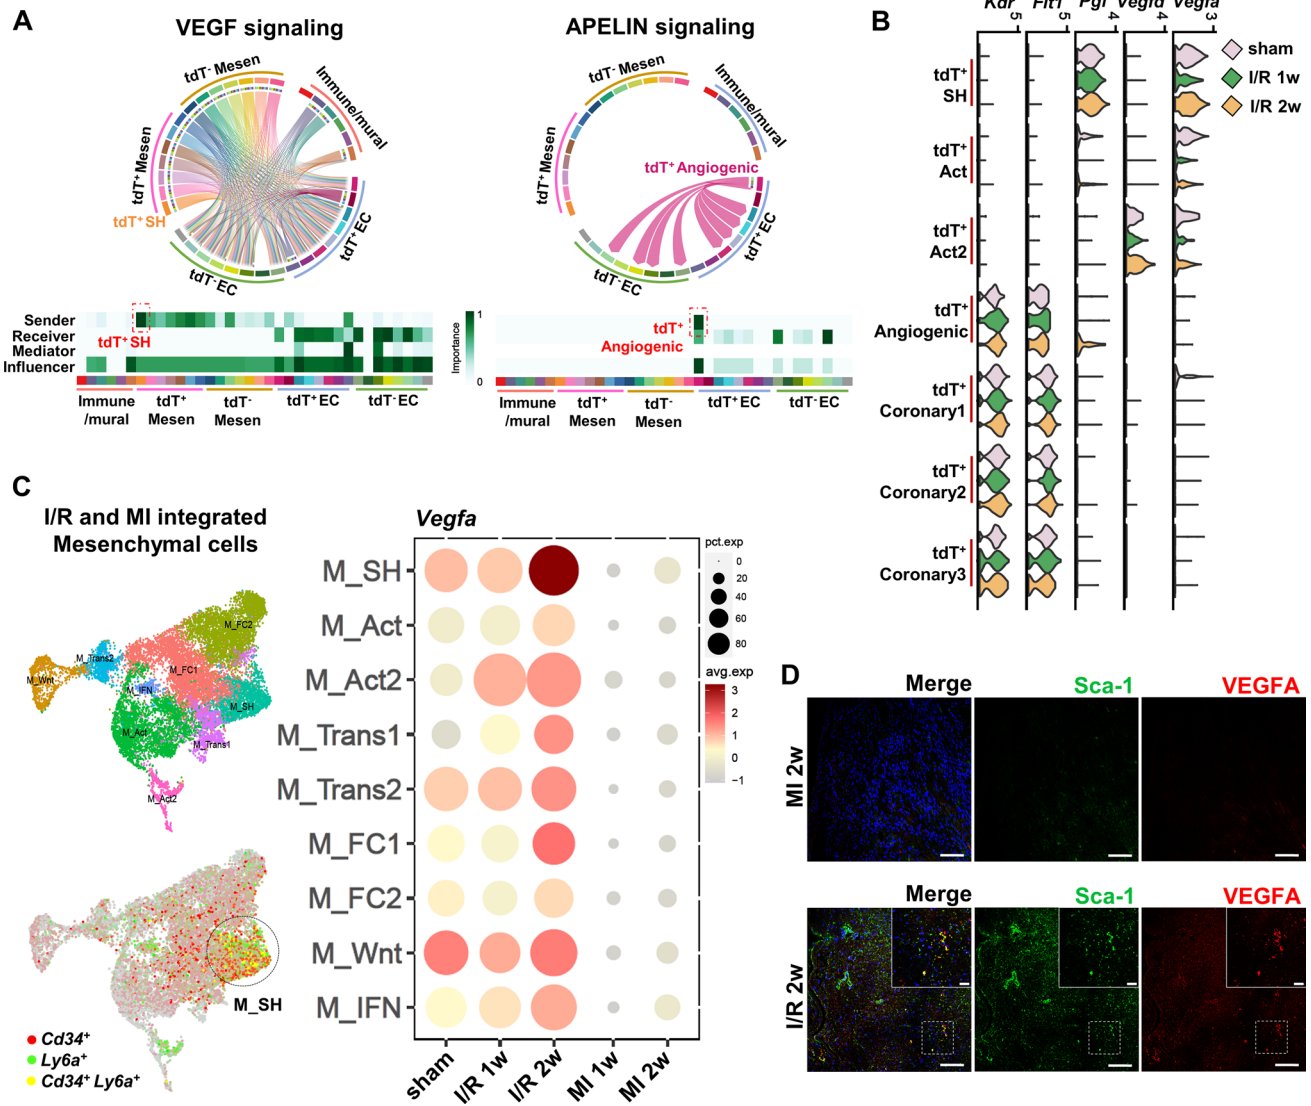 A
VEGF signaling
tdT- Mesen
Immune/mural
tdT+ Mesen
tdT+ SH
tdT- EC
tdT+ EC
APELIN signaling
tdT- Mesen
Immune/mural
tdT+ Mesen
tdT+ Angiogenic
tdT- EC
tdT+ EC
Sender
Receiver
Mediator
Influencer
tdT+ SH
Immune
/mural
tdT+
Mesen
tdT-
Mesen
tdT+ EC
tdT- EC
Importance
1
0
tdT+
Angiogenic
Immune
/mural
tdT+
Mesen
tdT-
Mesen
tdT+ EC
tdT- EC
B
Kdr
Flt1
Pgf
Vegfd
Vegfa
5
5
4
4
3
sham
I/R 1w
I/R 2w
tdT+
SH
tdT+
Act
tdT+
Act2
tdT+
Angiogenic
tdT+
Coronary1
tdT+
Coronary2
tdT+
Coronary3
C
I/R and MI integrated
Mesenchymal cells
M_FC2
M_Trans2
M_FC1
M_Wnt
M_IFN
M_SH
M_Act
M_Trans1
M_Act2
M_SH
Cd34+
Ly6a+
Cd34+ Ly6a+
Vegfa
M_SH
M_Act
M_Act2
M_Trans1
M_Trans2
M_FC1
M_FC2
M_Wnt
M_IFN
sham
I/R 1w
I/R 2w
MI 1w
MI 2w
pct.exp
0
20
40
60
80
avg.exp
3
2
1
0
−1
D
Merge
Sca-1
VEGFA
MI 2w
Merge
Sca-1
VEGFA
I/R 2w